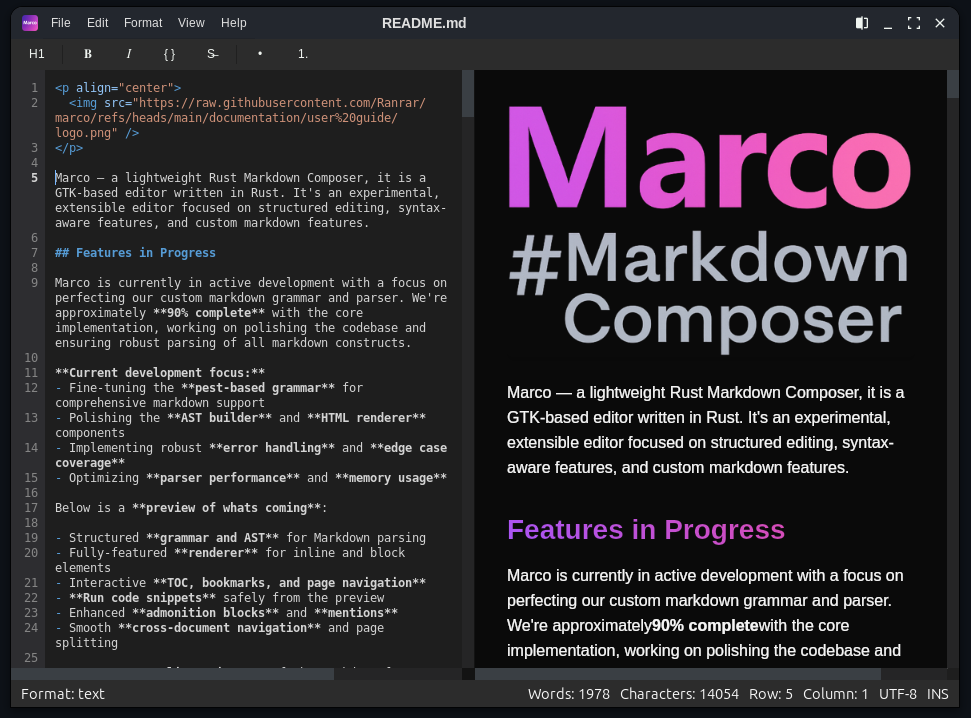 Marco File Edit Format View Help README.md
H1 B I { } S • 1.
1 <p align="center">
2 <img src="https://raw.githubusercontent.com/Ranrar/
marco/refs/heads/main/documentation/user%20guide/
logo.png" />
3 </p>
4
5 Marco — a lightweight Rust Markdown Composer, it is a
GTK-based editor written in Rust. It's an experimental,
extensible editor focused on structured editing, syntax-
aware features, and custom markdown features.
6
7 ## Features in Progress
8
9 Marco is currently in active development with a focus on
perfecting our custom markdown grammar and parser. We're
approximately **90% complete** with the core
implementation, working on polishing the codebase and
ensuring robust parsing of all markdown constructs.
10
11 **Current development focus:**
12 - Fine-tuning the **pest-based grammar** for
comprehensive markdown support
13 - Polishing the **AST builder** and **HTML renderer**
components
14 - Implementing robust **error handling** and **edge case
coverage**
15 - Optimizing **parser performance** and **memory usage**
16
17 Below is a **preview of whats coming**:
18
19 - Structured **grammar and AST** for Markdown parsing
20 - Fully-featured **renderer** for inline and block
elements
21 - Interactive **TOC, bookmarks, and page navigation**
22 - **Run code snippets** safely from the preview
23 - Enhanced **admonition blocks** and **mentions**
24 - Smooth **cross-document navigation** and page
splitting
25
Marco
#Markdown
Composer
Marco — a lightweight Rust Markdown Composer, it is a
GTK-based editor written in Rust. It's an experimental,
extensible editor focused on structured editing, syntax-
aware features, and custom markdown features.
Features in Progress
Marco is currently in active development with a focus on
perfecting our custom markdown grammar and parser.
We're approximately90% completewith the core
implementation, working on polishing the codebase and
Format: text Words: 1978 Characters: 14054 Row: 5 Column: 1 UTF-8 INS